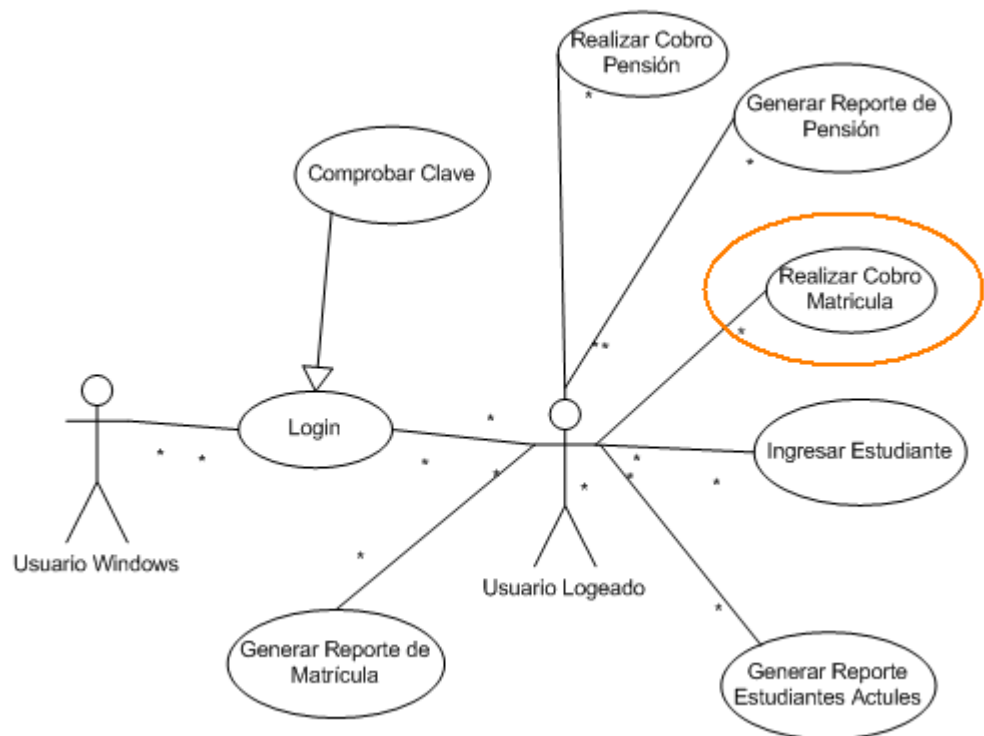 Realizar Cobro
Pensión
*
Generar Reporte de
Pensión
*
Comprobar Clave
Realizar Cobro
Matricula
*
**
Login
*
*
*
*
*
Ingresar Estudiante
*
*
*
*
*
*
Usuario Windows
Usuario Logeado
*
Generar Reporte de
Matrícula
Generar Reporte
Estudiantes Actules